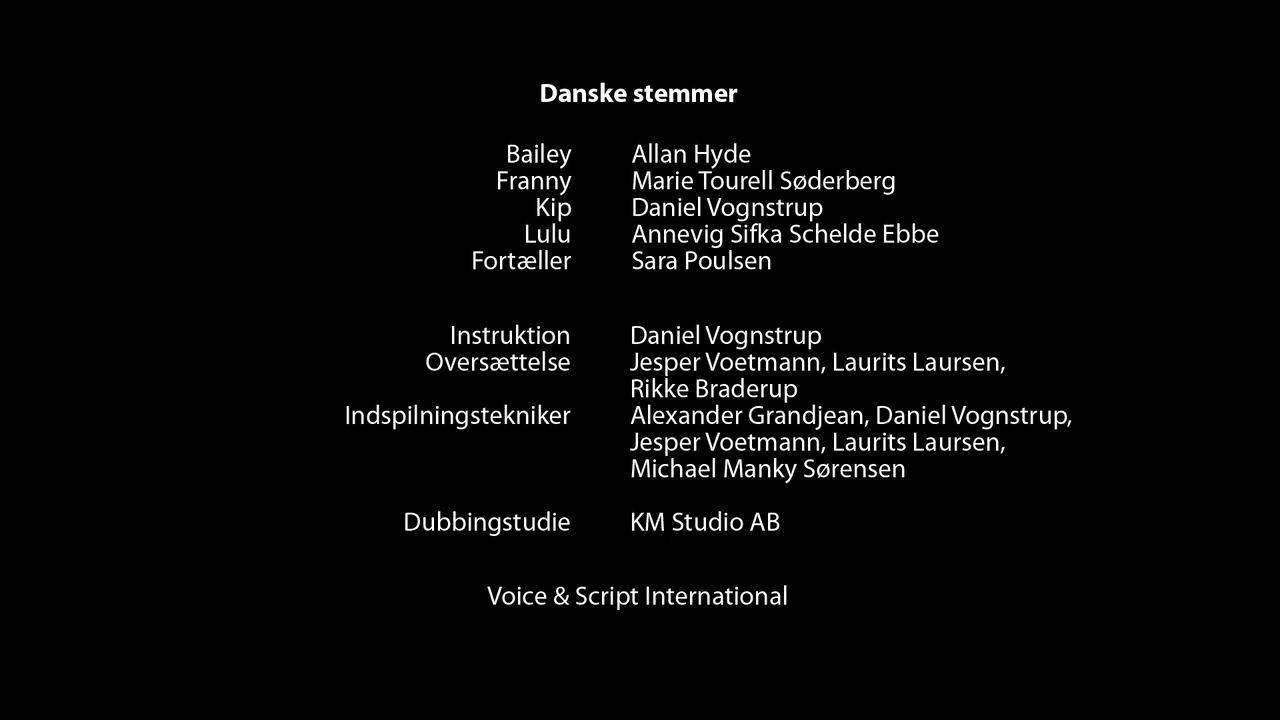 Danske stemmer
Bailey Allan Hyde
Franny Marie Tourell Søderberg
Kip Daniel Vognstrup
Lulu Annevig Sifka Schelde Ebbe
Fortæller Sara Poulsen
Instruktion Daniel Vognstrup
Oversættelse Jesper Voetmann, Laurits Laursen,
Rikke Braderup
Indspilningstekniker Alexander Grandjean, Daniel Vognstrup,
Jesper Voetmann, Laurits Laursen,
Michael Manky Sørensen
Dubbingstudie KM Studio AB
Voice & Script International